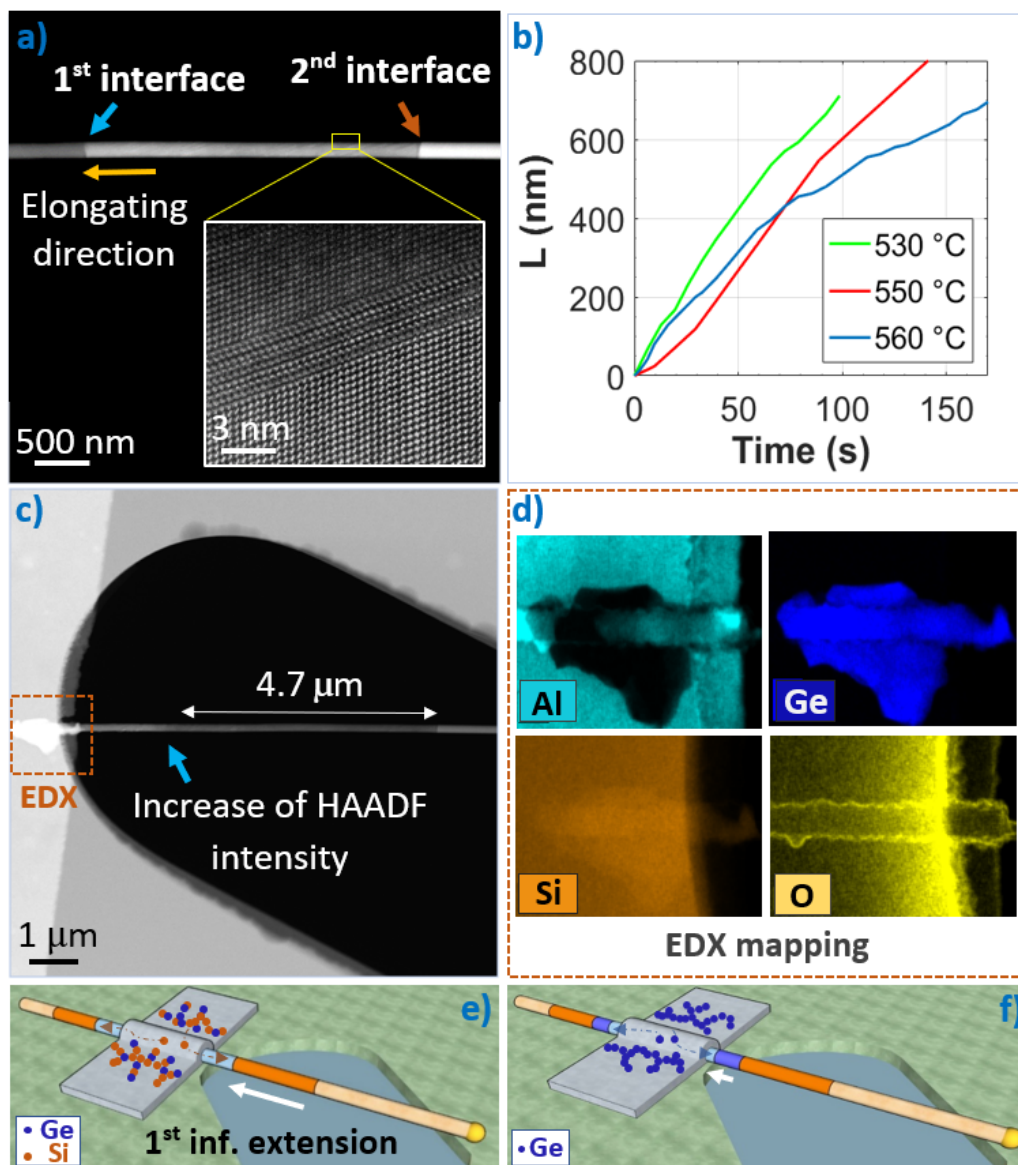 a)
1st interface
2nd interface
Elongating
direction
3 nm
500 nm
b)
800
600
400
200
0
0
50
100
150
L (nm)
Time (s)
530 °C
550 °C
560 °C
c)
4.7 μm
EDX
Increase of HAADF
intensity
1 μm
d)
Al
Ge
Si
O
EDX mapping
e)
Ge
Si
1st inf. extension
f)
Ge